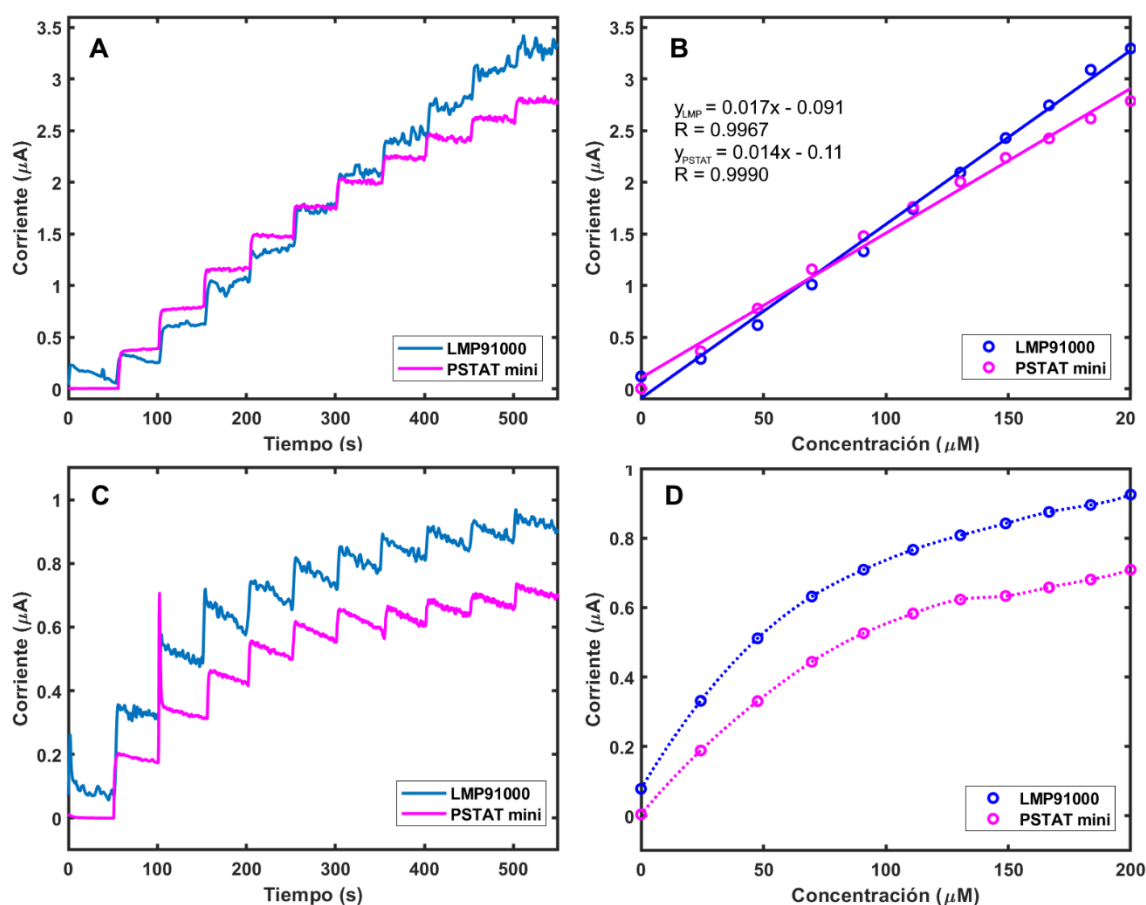 A
3.5
3
2.5
2
1.5
1
0.5
0
Corriente (μA)
0 100 200 300 400 500
Tiempo (s)
LMP91000
PSTAT mini
B
3.5
3
2.5
2
1.5
1
0.5
0
Corriente (μA)
yLMP = 0.017x - 0.091
R = 0.9967
yPSTAT = 0.014x - 0.11
R = 0.9990
0 50 100 150 200
Concentración (μM)
LMP91000
PSTAT mini
C
1
0.8
0.6
0.4
0.2
0
Corriente (μA)
0 100 200 300 400 500
Tiempo (s)
LMP91000
PSTAT mini
D
1
0.8
0.6
0.4
0.2
0
Corriente (μA)
0 50 100 150 200
Concentración (μM)
LMP91000
PSTAT mini